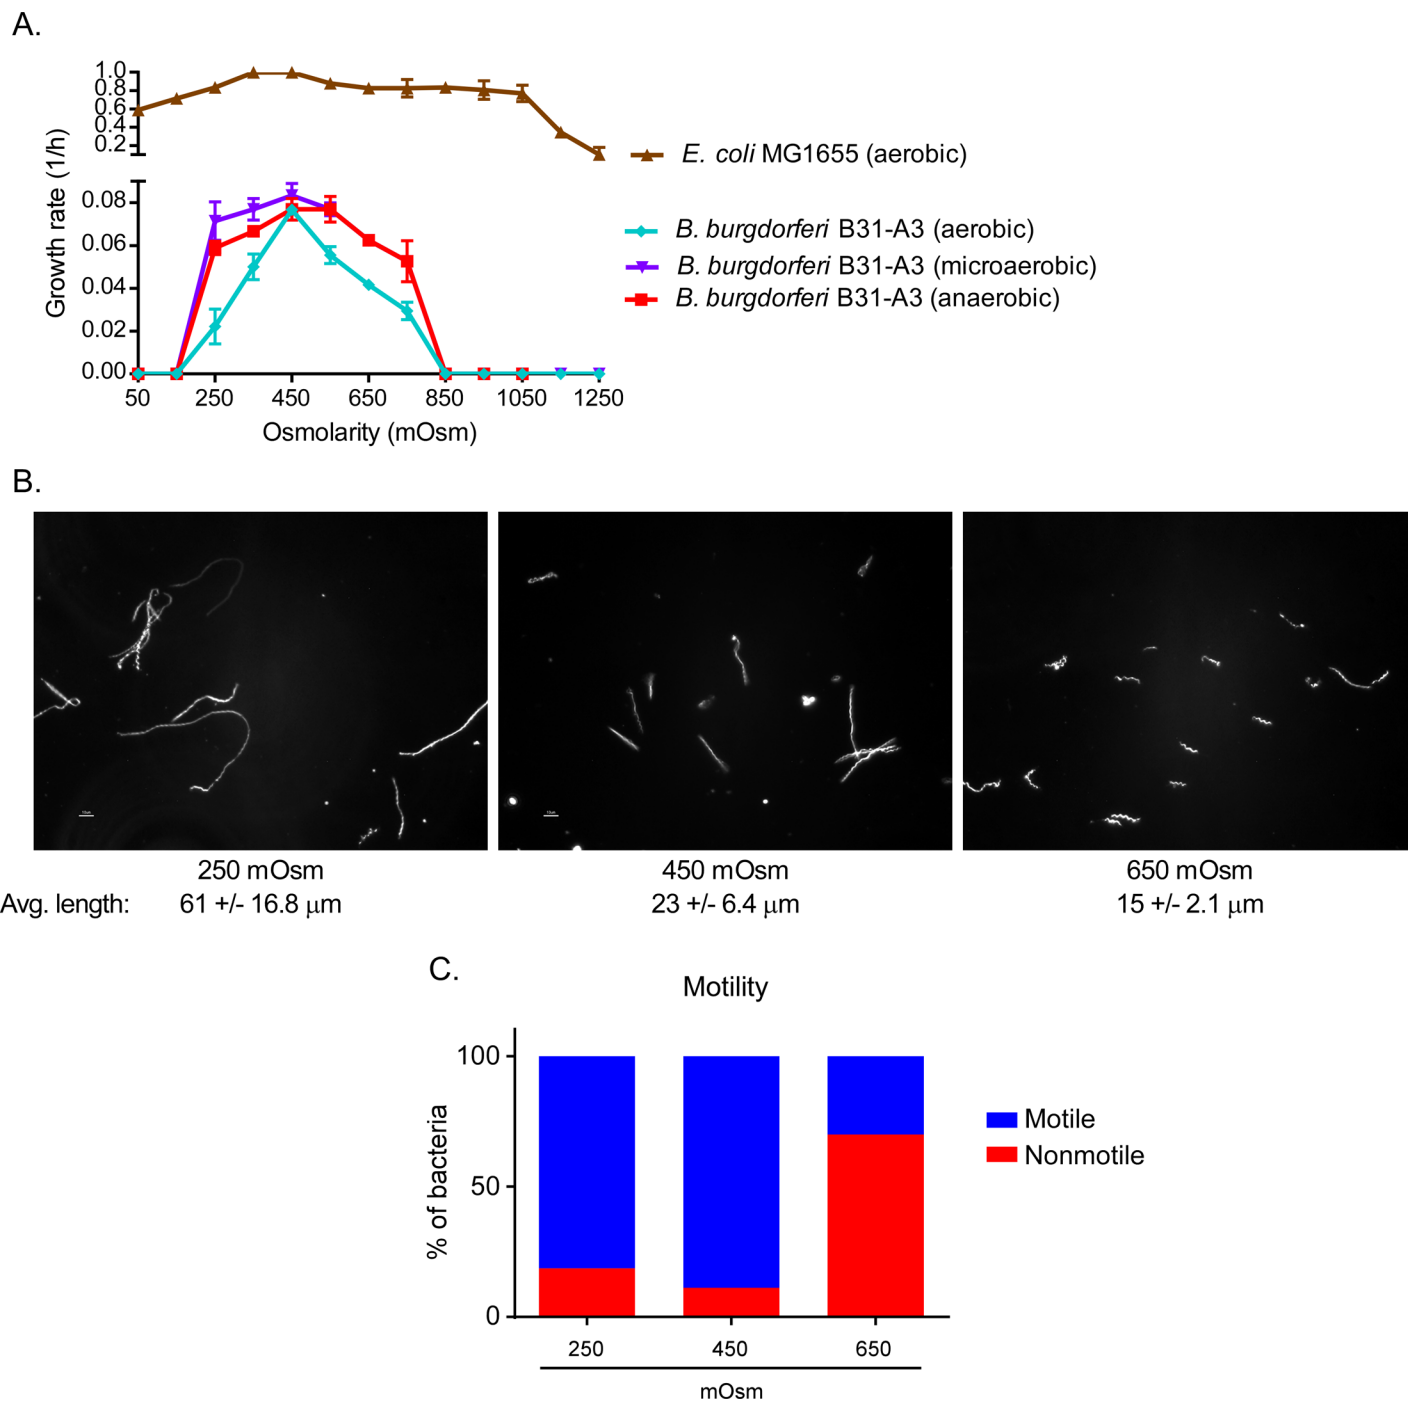 A.
1.0
0.8
0.6
0.4
0.2
Growth rate (1/h)
0.08
0.06
0.04
0.02
0.00
50 250 450 650 850 1050 1250
Osmolarity (mOsm)
E. coli MG1655 (aerobic)
B. burgdorferi B31-A3 (aerobic)
B. burgdorferi B31-A3 (microaerobic)
B. burgdorferi B31-A3 (anaerobic)
B.
250 mOsm 450 mOsm 650 mOsm
Avg. length: 61 +/- 16.8 μm 23 +/- 6.4 μm 15 +/- 2.1 μm
C.
Motility
100
50
0
% of bacteria
250 450 650
mOsm
Motile
Nonmotile